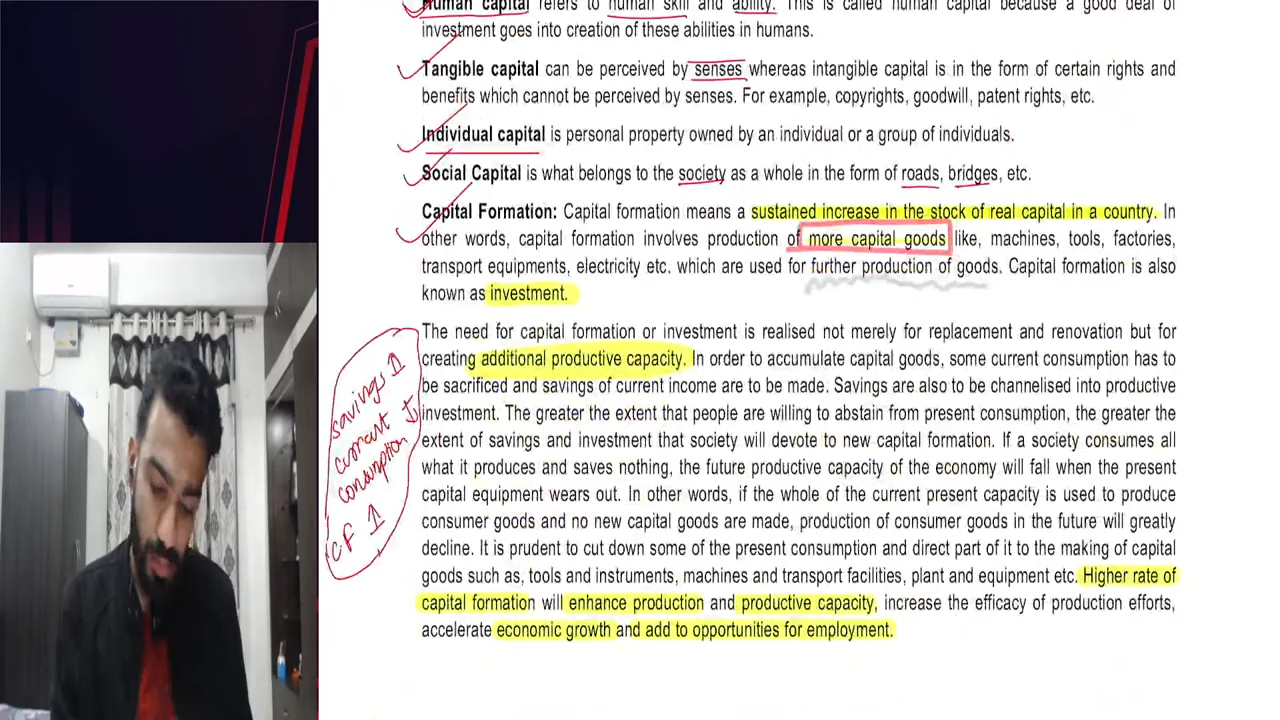 Human capital refers to human skill and ability. This is called human capital because a good deal of
investment goes into creation of these abilities in humans.
Tangible capital can be perceived by senses whereas intangible capital is in the form of certain rights and
benefits which cannot be perceived by senses. For example, copyrights, goodwill, patent rights, etc.
Individual capital is personal property owned by an individual or a group of individuals.
Social Capital is what belongs to the society as a whole in the form of roads, bridges, etc.
Capital Formation: Capital formation means a sustained increase in the stock of real capital in a country. In
other words, capital formation involves production of more capital goods like, machines, tools, factories,
transport equipments, electricity etc. which are used for further production of goods. Capital formation is also
known as investment.
The need for capital formation or investment is realised not merely for replacement and renovation but for
creating additional productive capacity. In order to accumulate capital goods, some current consumption has to
be sacrificed and savings of current income are to be made. Savings are also to be channelised into productive
investment. The greater the extent that people are willing to abstain from present consumption, the greater the
extent of savings and investment that society will devote to new capital formation. If a society consumes all
what it produces and saves nothing, the future productive capacity of the economy will fall when the present
capital equipment wears out. In other words, if the whole of the current present capacity is used to produce
consumer goods and no new capital goods are made, production of consumer goods in the future will greatly
decline. It is prudent to cut down some of the present consumption and direct part of it to the making of capital
goods such as, tools and instruments, machines and transport facilities, plant and equipment etc. Higher rate of
capital formation will enhance production and productive capacity, increase the efficacy of production efforts,
accelerate economic growth and add to opportunities for employment.
savings ⇑
current
consumption ⇓
CF ⇑